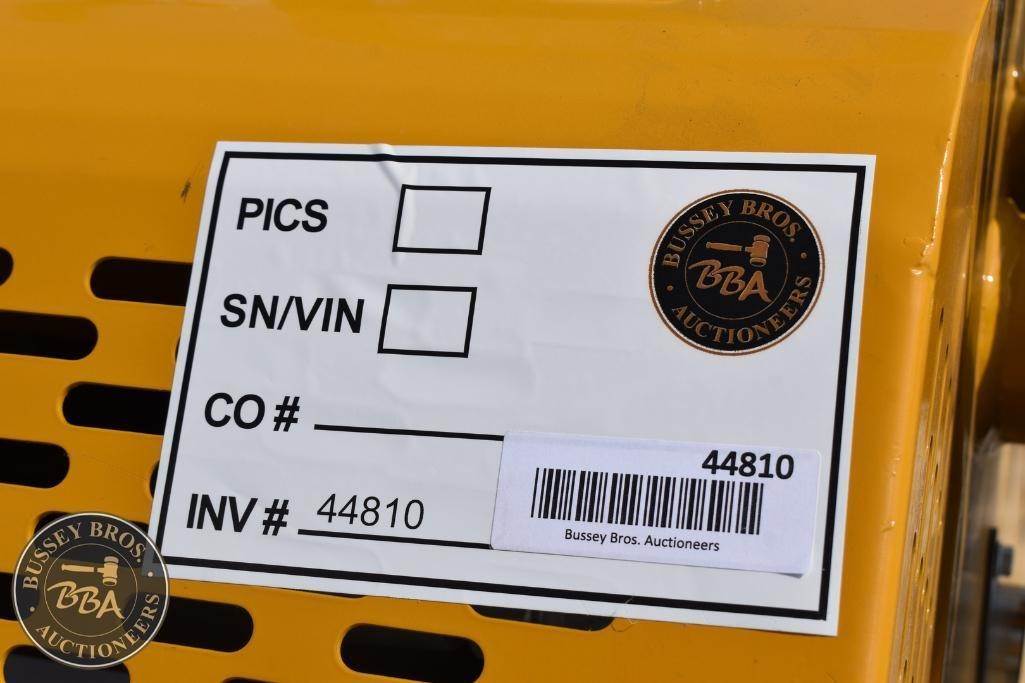 PICS
SN/VIN
CO #
INV # 44810
BUSSEY BROS.
BBA
AUCTIONEERS
44810
Bussey Bros. Auctioneers
BUSSEY BROS.
BBA
AUCTIONEERS